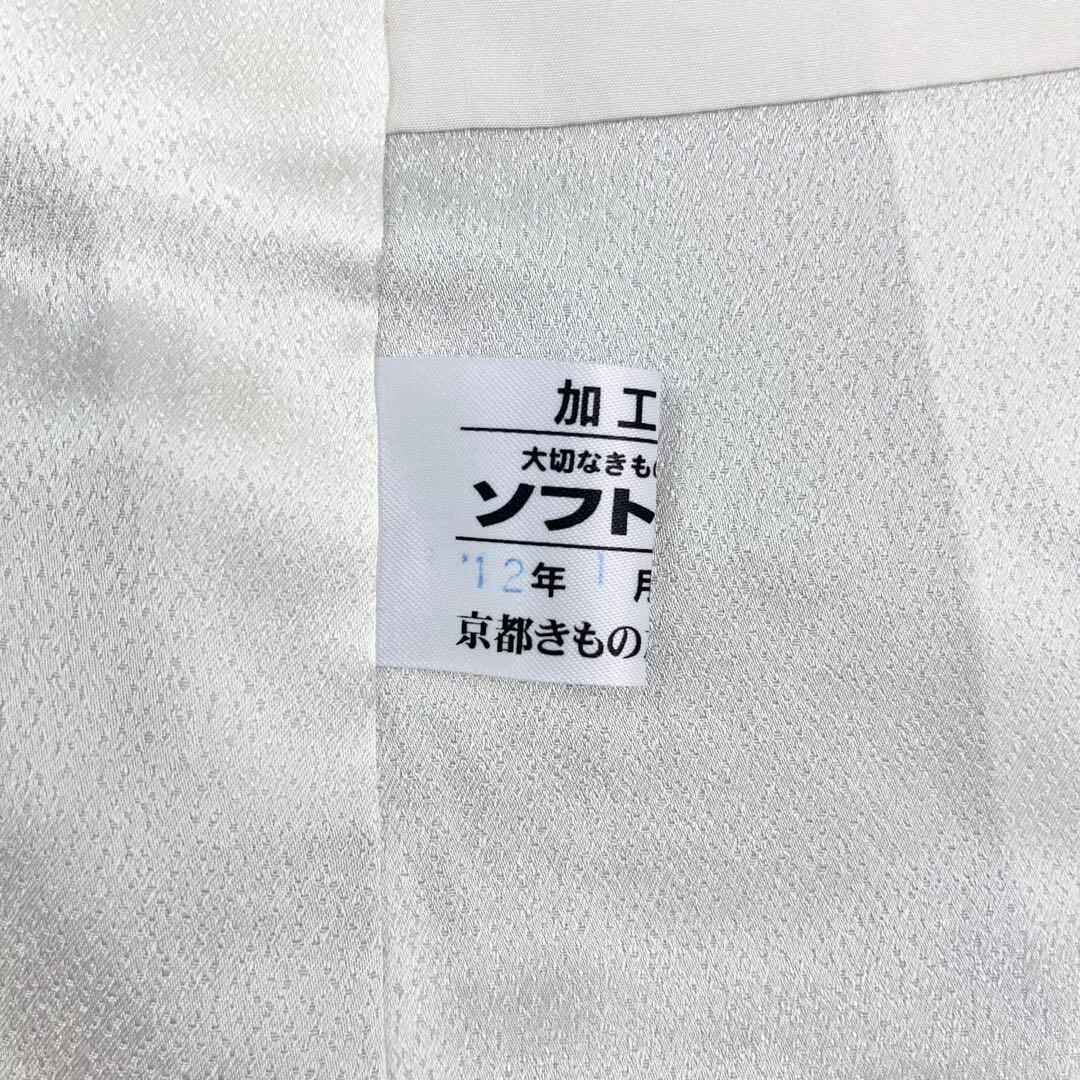 加工
大切なきもの
ソフト
'12年 1月
京都きもの